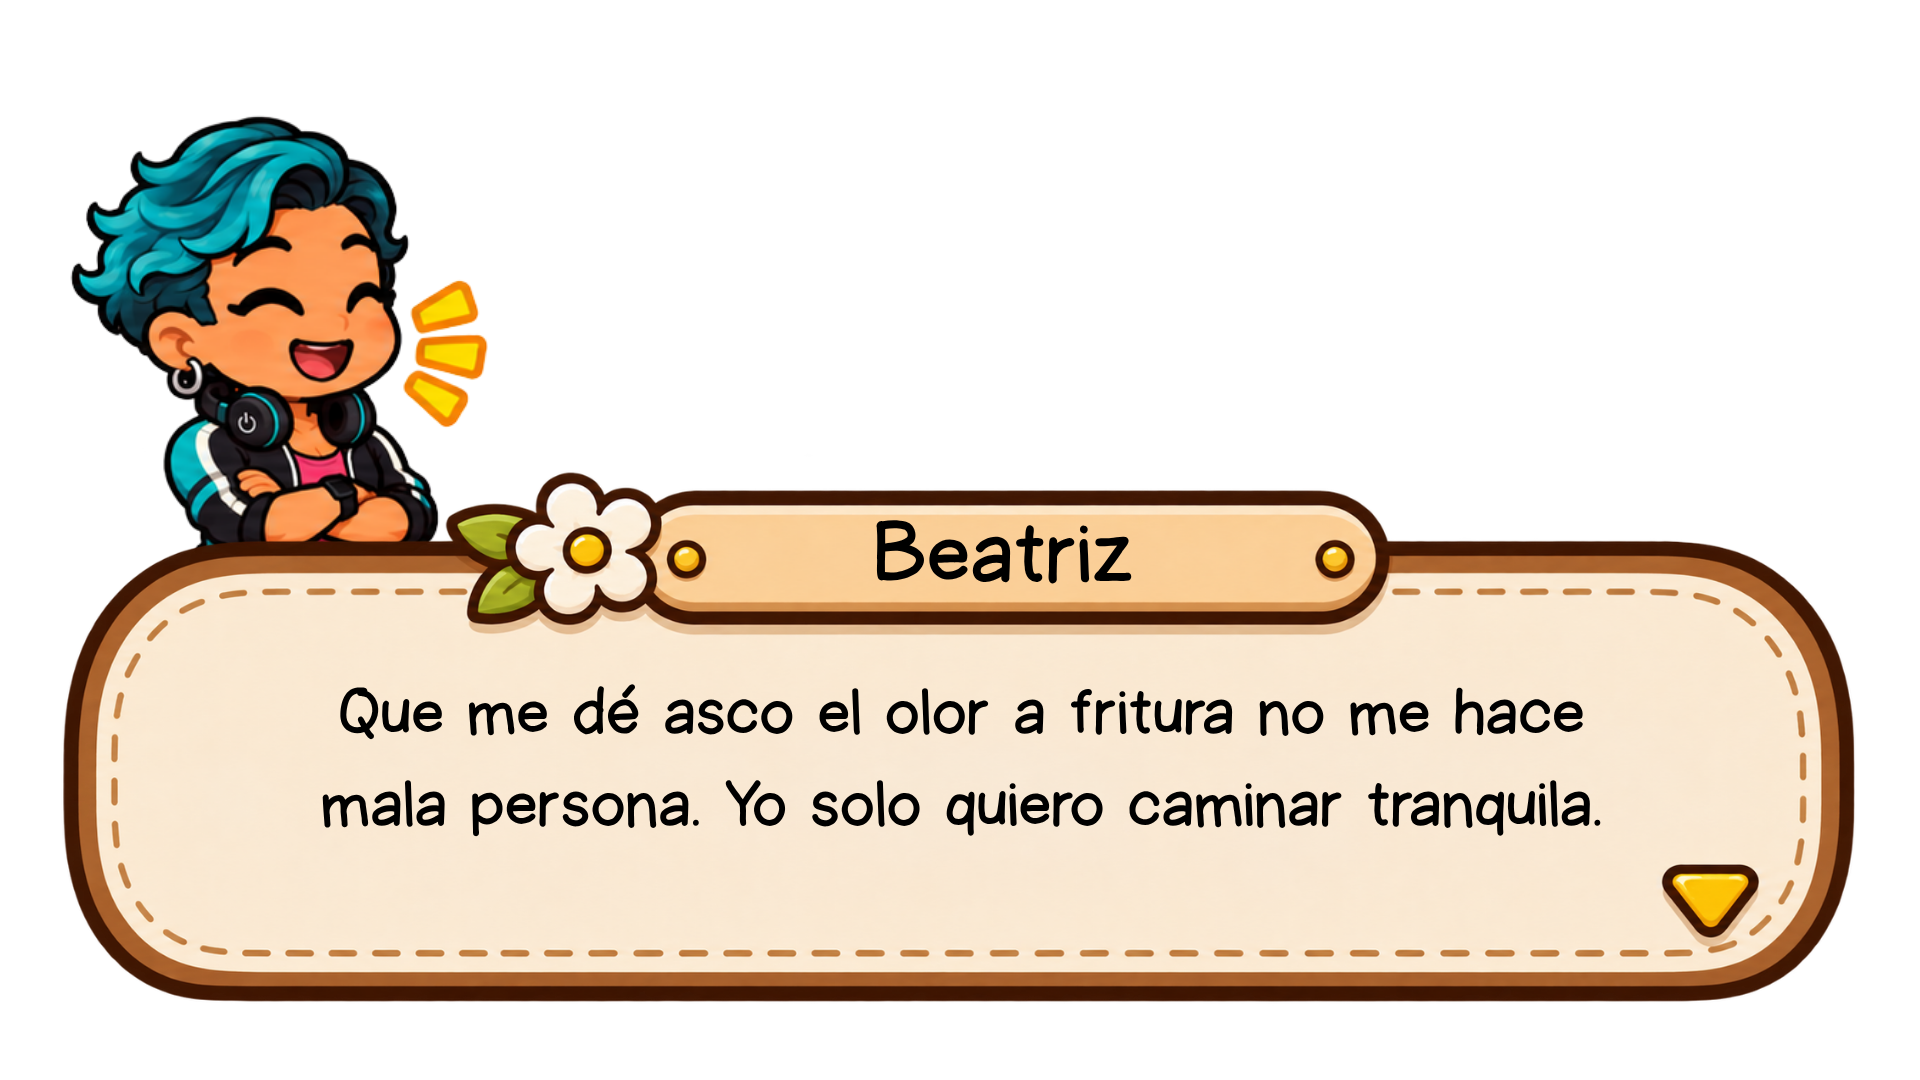 Beatriz
Que me dé asco el olor a fritura no me hace
mala persona. Yo solo quiero caminar tranquila.